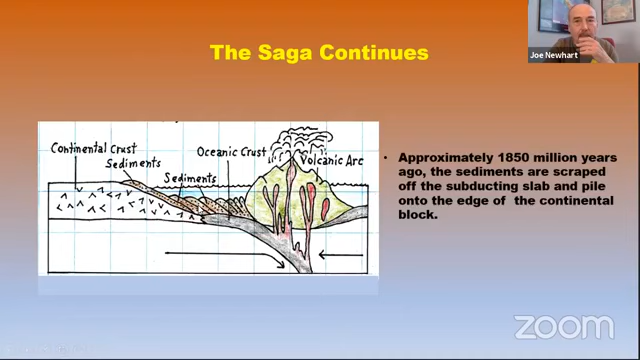 The Saga Continues
Joe Newhart
Continental Crust
Sediments
Sediments
Oceanic Crust
Volcanic Arc
• Approximately 1850 million years
ago, the sediments are scraped
off the subducting slab and pile
onto the edge of the continental
block.
zoom